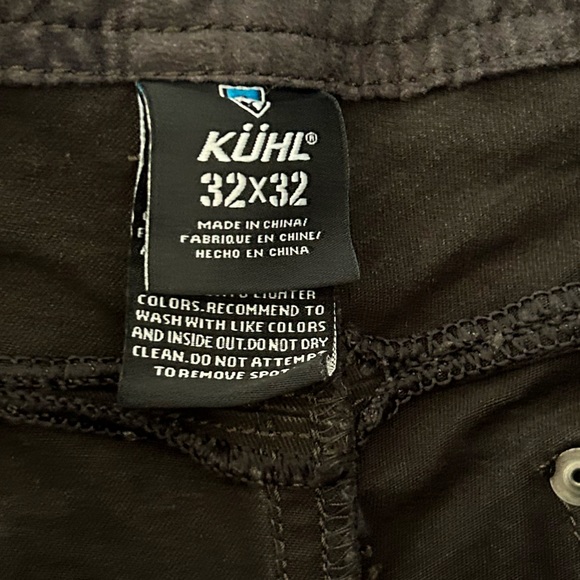 KÜHL®
32X32
MADE IN CHINA/
FABRIQUE EN CHINE/
HECHO EN CHINA
LIGHTER
COLORS.RECOMMEND TO
WASH WITH LIKE COLORS
AND INSIDE OUT.DO NOT DRY
CLEAN.DO NOT ATTEMPT
TO REMOVE